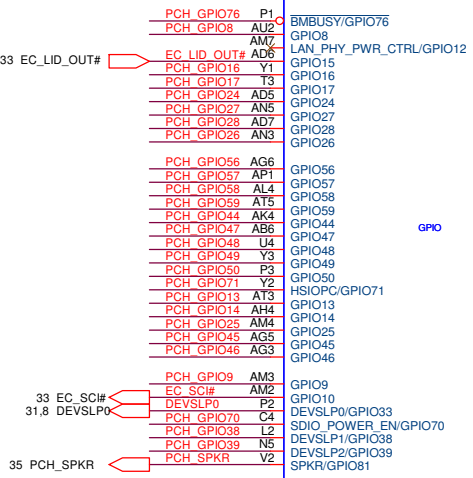 PCH_GPIO76 P1 BMBUSY/GPIO76
PCH_GPIO8 AU2 GPIO8
AM7 LAN_PHY_PWR_CTRL/GPIO12
33 EC_LID_OUT# EC_LID_OUT# AD6 GPIO15
PCH_GPIO16 Y1 GPIO16
PCH_GPIO17 T3 GPIO17
PCH_GPIO24 AD5 GPIO24
PCH_GPIO27 AN5 GPIO27
PCH_GPIO28 AD7 GPIO28
PCH_GPIO26 AN3 GPIO26
PCH_GPIO56 AG6 GPIO56
PCH_GPIO57 AP1 GPIO57
PCH_GPIO58 AL4 GPIO58
PCH_GPIO59 AT5 GPIO59
PCH_GPIO44 AK4 GPIO44
PCH_GPIO47 AB6 GPIO47 GPIO
PCH_GPIO48 U4 GPIO48
PCH_GPIO49 Y3 GPIO49
PCH_GPIO50 P3 GPIO50
PCH_GPIO71 Y2 HSIOPC/GPIO71
PCH_GPIO13 AT3 GPIO13
PCH_GPIO14 AH4 GPIO14
PCH_GPIO25 AM4 GPIO25
PCH_GPIO45 AG5 GPIO45
PCH_GPIO46 AG3 GPIO46
PCH_GPIO9 AM3 GPIO9
33 EC_SCI# EC_SCI# AM2 GPIO10
31,8 DEVSLP0 DEVSLP0 P2 DEVSLP0/GPIO33
PCH_GPIO70 C4 SDIO_POWER_EN/GPIO70
PCH_GPIO38 L2 DEVSLP1/GPIO38
PCH_GPIO39 N5 DEVSLP2/GPIO39
35 PCH_SPKR PCH_SPKR V2 SPKR/GPIO81